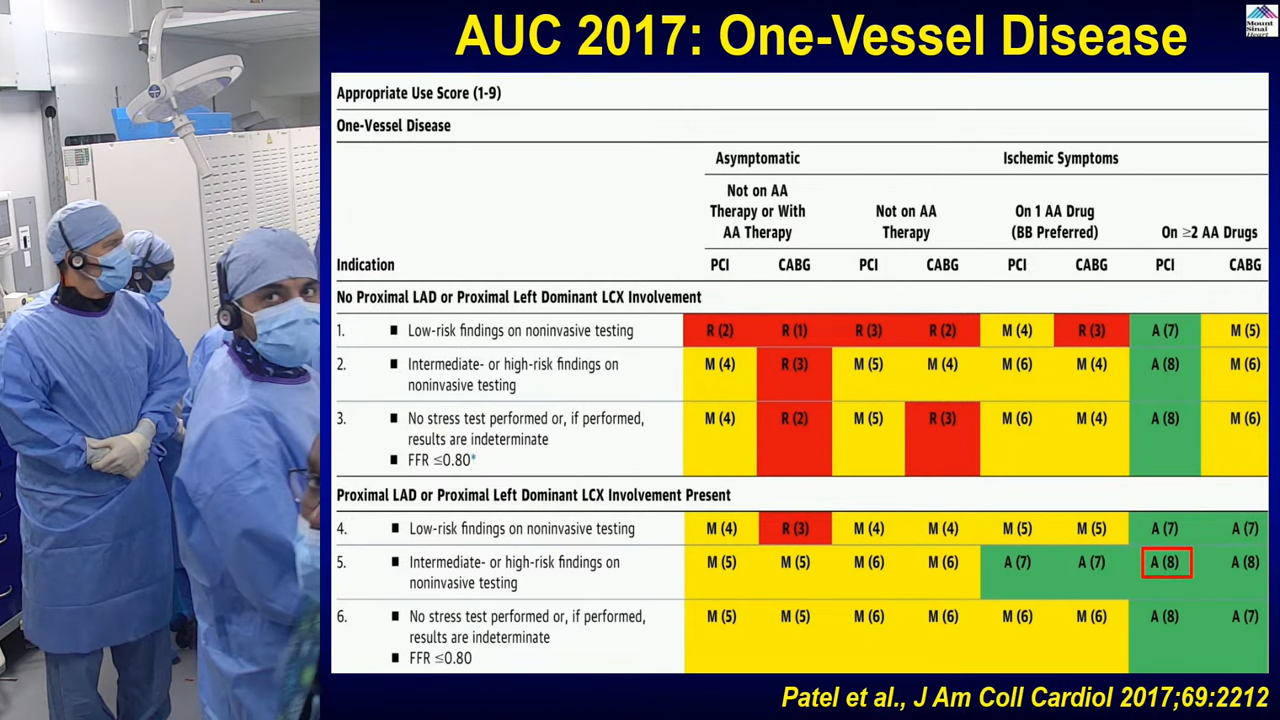 AUC 2017: One-Vessel Disease
Mount
Sinai
Heart
Appropriate Use Score (1-9)
One-Vessel Disease
Asymptomatic Ischemic Symptoms
Not on AA
Therapy or With
AA Therapy
Not on AA
Therapy
On 1 AA Drug
(BB Preferred)
On ≥2 AA Drugs
Indication PCI CABG PCI CABG PCI CABG PCI CABG
No Proximal LAD or Proximal Left Dominant LCX Involvement
1. ■ Low-risk findings on noninvasive testing R (2) R (1) R (3) R (2) M (4) R (3) A (7) M (5)
2. ■ Intermediate- or high-risk findings on M (4) R (3) M (5) M (4) M (6) M (4) A (8) M (6)
noninvasive testing
3. ■ No stress test performed or, if performed, M (4) R (2) M (5) R (3) M (6) M (4) A (8) M (6)
results are indeterminate
■ FFR ≤0.80*
Proximal LAD or Proximal Left Dominant LCX Involvement Present
4. ■ Low-risk findings on noninvasive testing M (4) R (3) M (4) M (4) M (5) M (5) A (7) A (7)
5. ■ Intermediate- or high-risk findings on M (5) M (5) M (6) M (6) A (7) A (7) A (8) A (8)
noninvasive testing
6. ■ No stress test performed or, if performed, M (5) M (5) M (6) M (6) M (6) M (6) A (8) A (7)
results are indeterminate
■ FFR ≤0.80
Patel et al., J Am Coll Cardiol 2017;69:2212